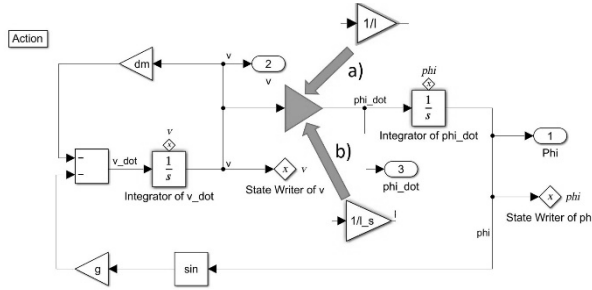 1/l
Action
dm
v
2
v
a)
phi_dot
phi
x
1
s
Integrator of phi_dot
1
Phi
v
x
v_dot
1
s
Integrator of v_dot
v
x
v
State Writer of v
b)
3
phi_dot
x
phi
State Writer of ph
1/l_s
l
phi
g
sin